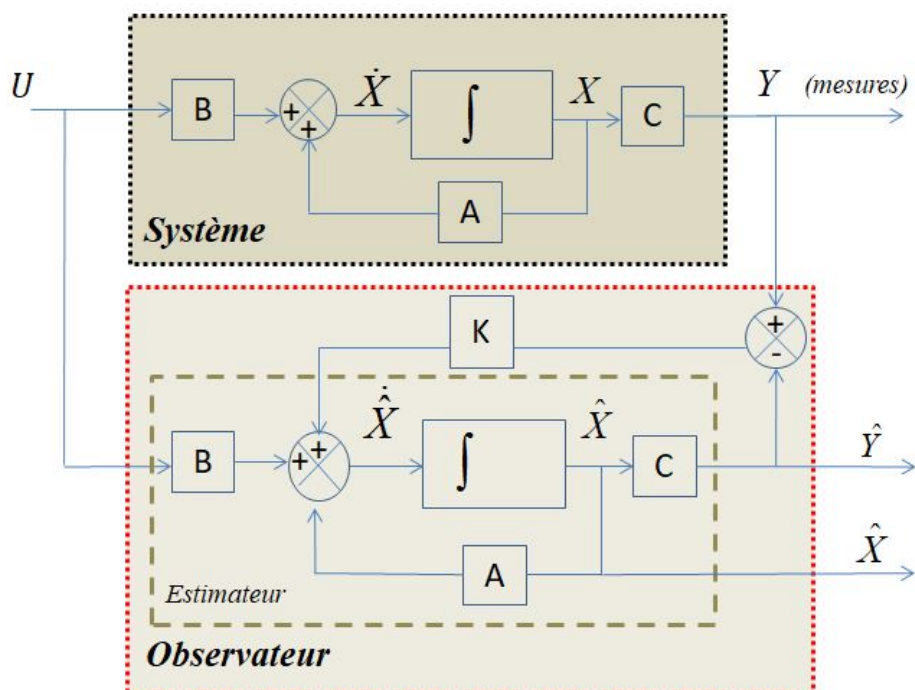 U
B
+
+
Ẋ
∫
X
C
Y (mesures)
A
Système
K
+
-
B
+
+
X̂̇
∫
X̂
C
Ŷ
A
X̂
Estimateur
Observateur